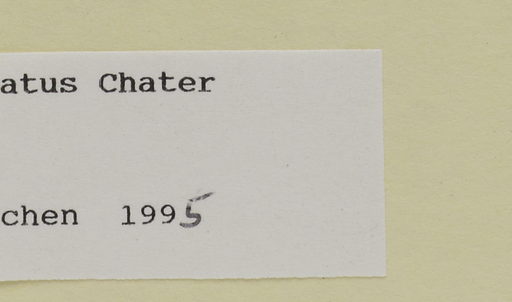 atus Chater
chen 1995